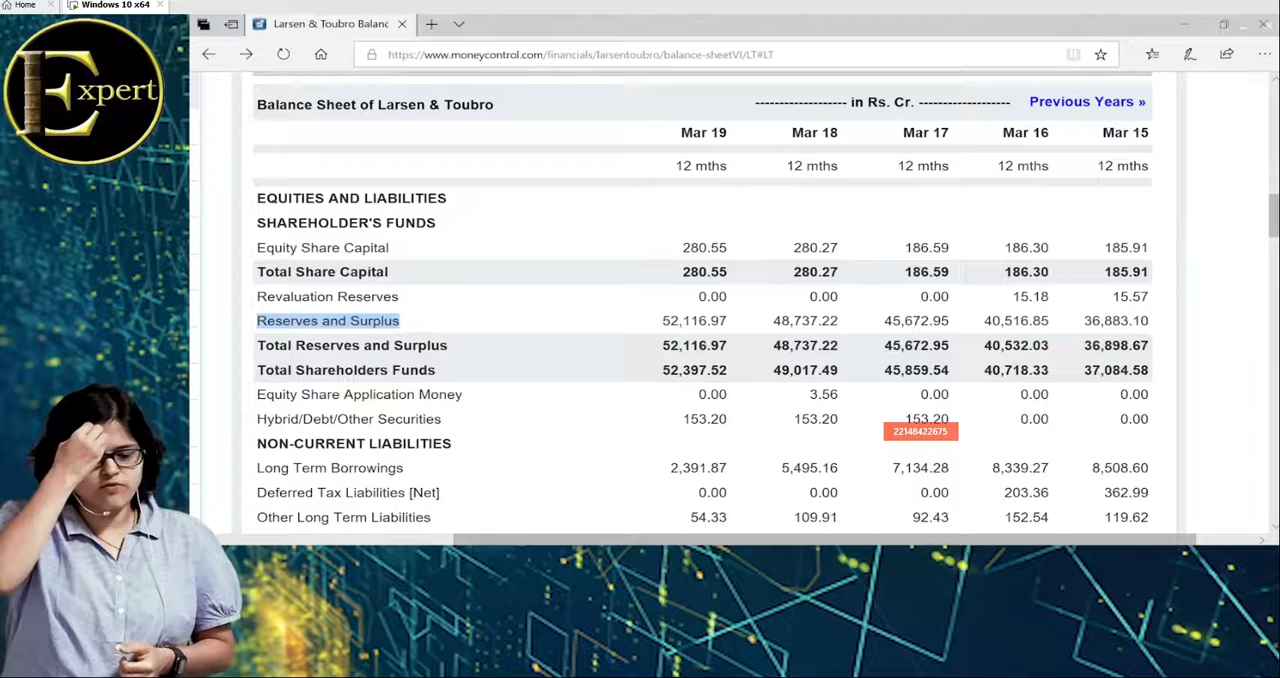 Home
Windows 10 x64
Expert
Larsen & Toubro Balanc
https://www.moneycontrol.com/financials/larsentoubro/balance-sheetVI/LT#LT
Balance Sheet of Larsen & Toubro ------------------- in Rs. Cr. ------------------- Previous Years »
Mar 19 Mar 18 Mar 17 Mar 16 Mar 15
12 mths 12 mths 12 mths 12 mths 12 mths
EQUITIES AND LIABILITIES
SHAREHOLDER'S FUNDS
Equity Share Capital 280.55 280.27 186.59 186.30 185.91
Total Share Capital 280.55 280.27 186.59 186.30 185.91
Revaluation Reserves 0.00 0.00 0.00 15.18 15.57
Reserves and Surplus 52,116.97 48,737.22 45,672.95 40,516.85 36,883.10
Total Reserves and Surplus 52,116.97 48,737.22 45,672.95 40,532.03 36,898.67
Total Shareholders Funds 52,397.52 49,017.49 45,859.54 40,718.33 37,084.58
Equity Share Application Money 0.00 3.56 0.00 0.00 0.00
Hybrid/Debt/Other Securities 153.20 153.20 153.20 0.00 0.00
22148422675
NON-CURRENT LIABILITIES
Long Term Borrowings 2,391.87 5,495.16 7,134.28 8,339.27 8,508.60
Deferred Tax Liabilities [Net] 0.00 0.00 0.00 203.36 362.99
Other Long Term Liabilities 54.33 109.91 92.43 152.54 119.62